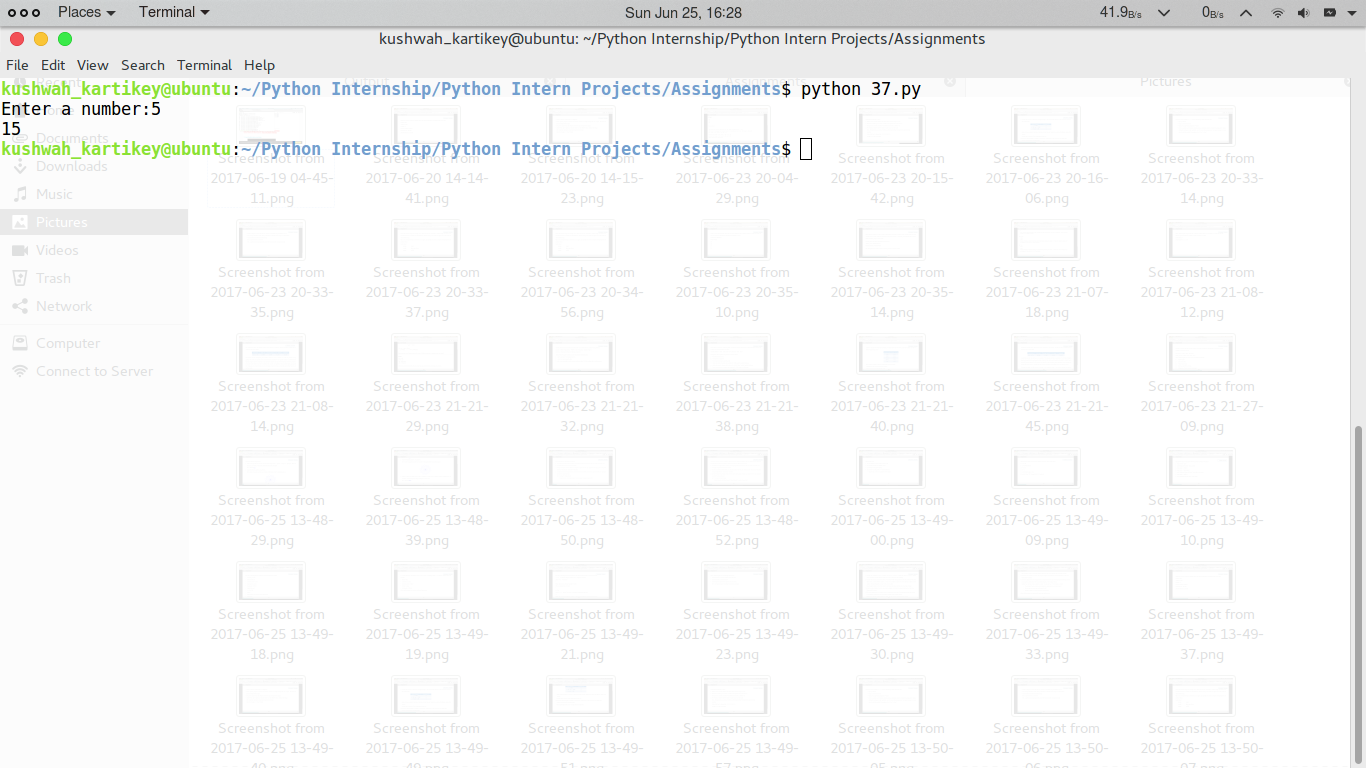 Places Terminal Sun Jun 25, 16:28 41.9B/s 0B/s
kushwah_kartikey@ubuntu: ~/Python Internship/Python Intern Projects/Assignments
File Edit View Search Terminal Help
Recent Output Assignments Pictures
kushwah_kartikey@ubuntu:~/Python Internship/Python Intern Projects/Assignments$ python 37.py
Enter a number:5
15
Documents
kushwah_kartikey@ubuntu:~/Python Internship/Python Intern Projects/Assignments$
Downloads
Music
Pictures
Videos
Trash
Network
Computer
Connect to Server
Screenshot from Screenshot from Screenshot from Screenshot from Screenshot from Screenshot from Screenshot from
2017-06-19 04-45- 2017-06-20 14-14- 2017-06-20 14-15- 2017-06-23 20-04- 2017-06-23 20-15- 2017-06-23 20-16- 2017-06-23 20-33-
11.png 41.png 23.png 29.png 42.png 06.png 14.png
Screenshot from Screenshot from Screenshot from Screenshot from Screenshot from Screenshot from Screenshot from
2017-06-23 20-33- 2017-06-23 20-33- 2017-06-23 20-34- 2017-06-23 20-35- 2017-06-23 20-35- 2017-06-23 21-07- 2017-06-23 21-08-
35.png 37.png 56.png 10.png 14.png 18.png 12.png
Screenshot from Screenshot from Screenshot from Screenshot from Screenshot from Screenshot from Screenshot from
2017-06-23 21-08- 2017-06-23 21-21- 2017-06-23 21-21- 2017-06-23 21-21- 2017-06-23 21-21- 2017-06-23 21-21- 2017-06-23 21-27-
14.png 29.png 32.png 38.png 40.png 45.png 09.png
Screenshot from Screenshot from Screenshot from Screenshot from Screenshot from Screenshot from Screenshot from
2017-06-25 13-48- 2017-06-25 13-48- 2017-06-25 13-48- 2017-06-25 13-48- 2017-06-25 13-49- 2017-06-25 13-49- 2017-06-25 13-49-
29.png 39.png 50.png 52.png 00.png 09.png 10.png
Screenshot from Screenshot from Screenshot from Screenshot from Screenshot from Screenshot from Screenshot from
2017-06-25 13-49- 2017-06-25 13-49- 2017-06-25 13-49- 2017-06-25 13-49- 2017-06-25 13-49- 2017-06-25 13-49- 2017-06-25 13-49-
18.png 19.png 21.png 23.png 30.png 33.png 37.png
Screenshot from Screenshot from Screenshot from Screenshot from Screenshot from Screenshot from Screenshot from
2017-06-25 13-49- 2017-06-25 13-49- 2017-06-25 13-49- 2017-06-25 13-49- 2017-06-25 13-50- 2017-06-25 13-50- 2017-06-25 13-50-